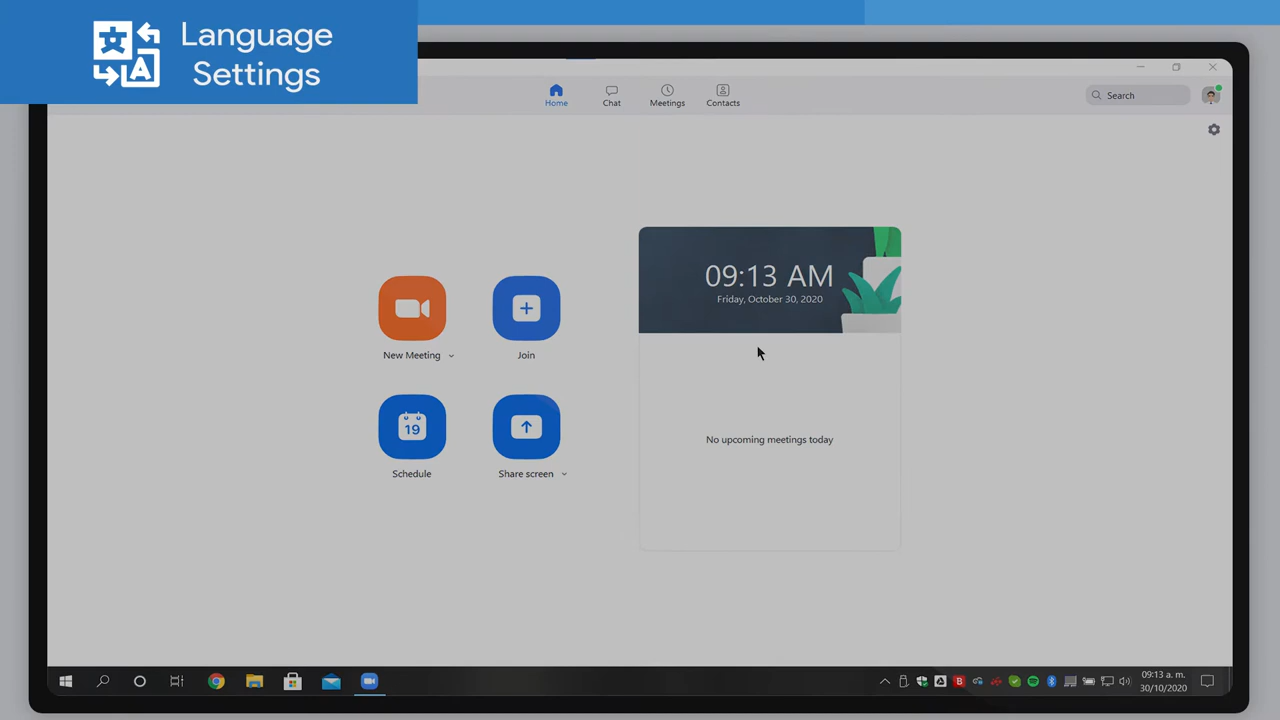 Language
Settings
Home
Chat
Meetings
Contacts
Search
09:13 AM
Friday, October 30, 2020
New Meeting
Join
19
Schedule
Share screen
No upcoming meetings today
09:13 a. m.
30/10/2020